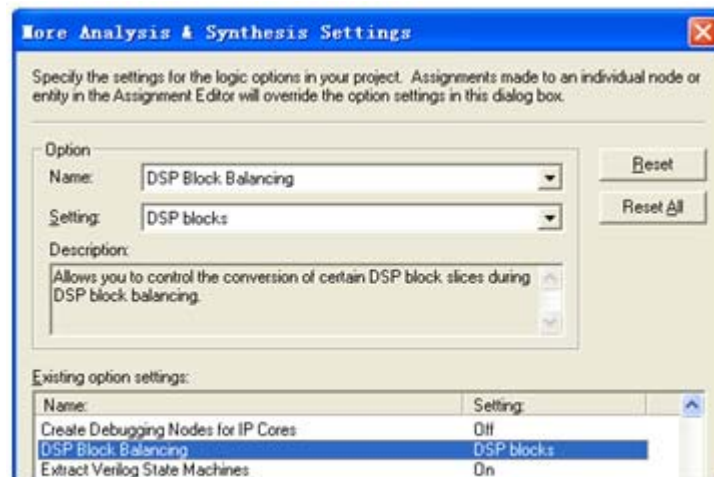 More Analysis & Synthesis Settings
Specify the settings for the logic options in your project. Assignments made to an individual node or
entity in the Assignment Editor will override the option settings in this dialog box.
Option
Name: DSP Block Balancing
Reset
Setting: DSP blocks
Reset All
Description:
Allows you to control the conversion of certain DSP block slices during
DSP block balancing.
Existing option settings:
Name: Setting:
Create Debugging Nodes for IP Cores Off
DSP Block Balancing DSP blocks
Extract Verilog State Machines On